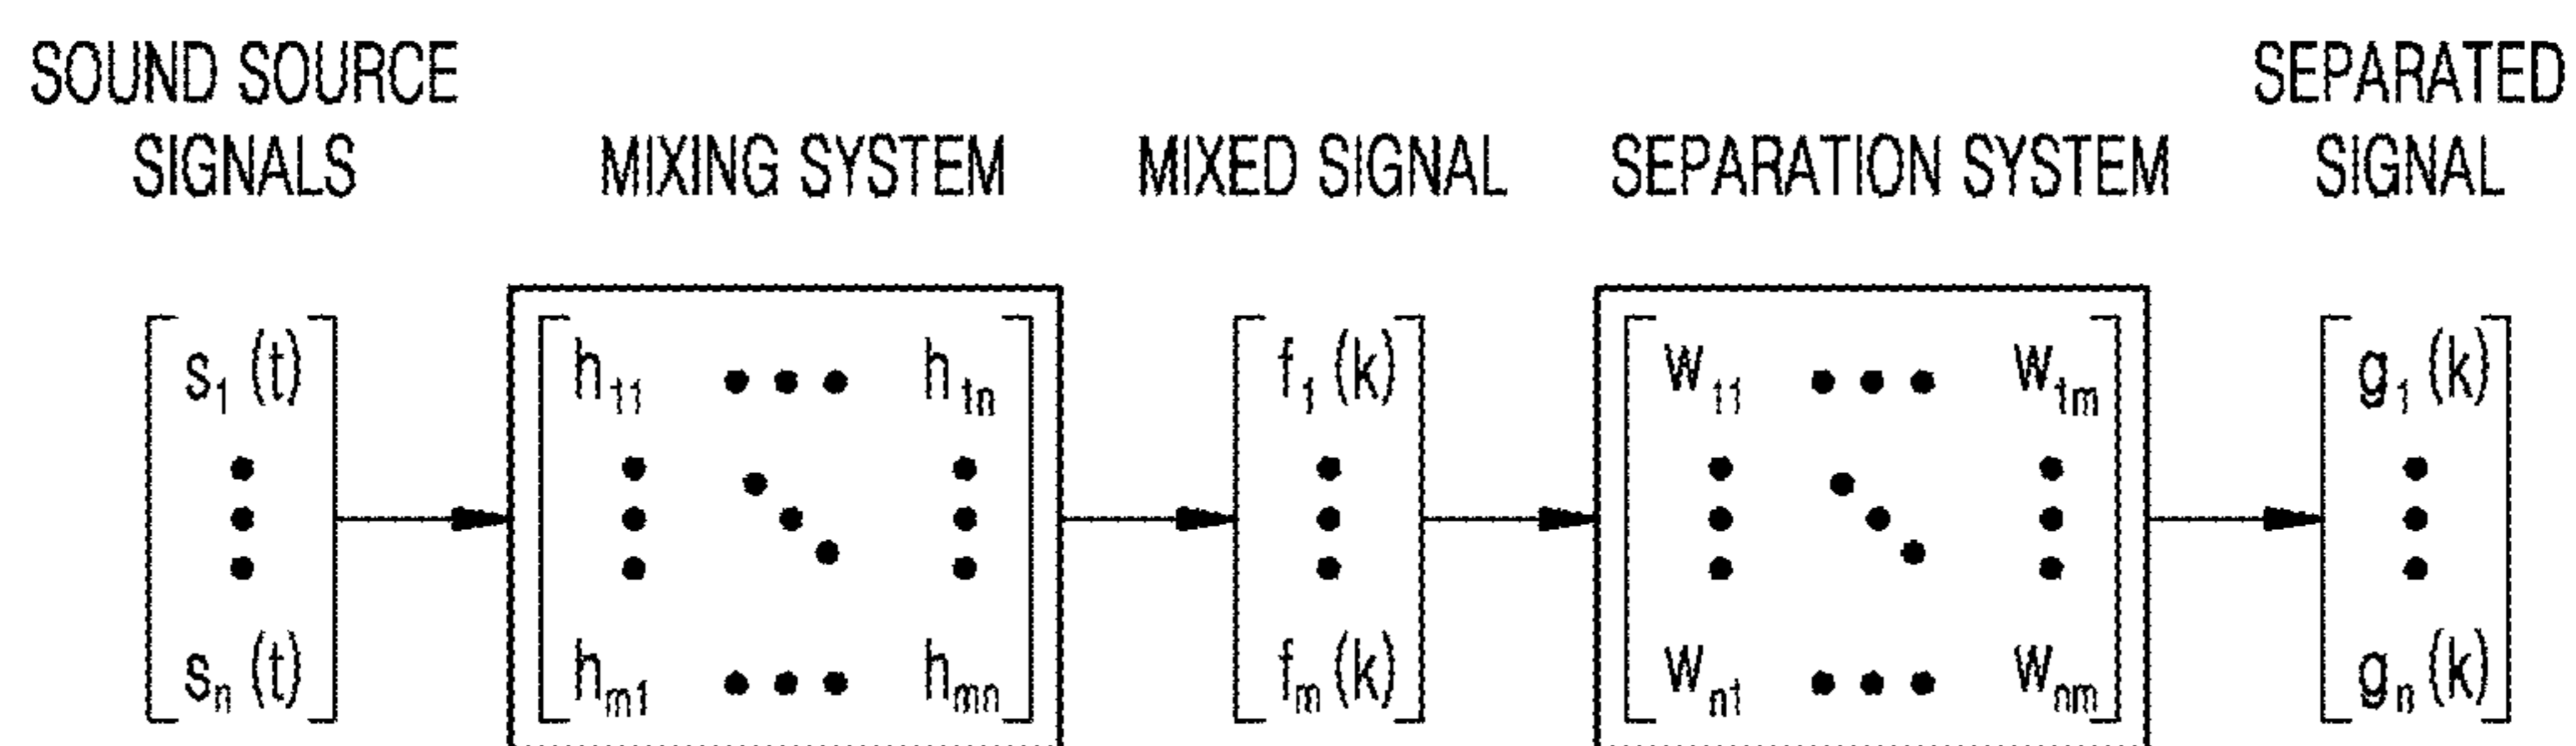 SOUND SOURCE SIGNALS
MIXING SYSTEM
MIXED SIGNAL
SEPARATION SYSTEM
SEPARATED SIGNAL
s1 (t)
sn (t)
h11 ••• h1n
hm1 ••• hmn
f1 (k)
fm (k)
w11 ••• w1m
wn1 ••• wnm
g1 (k)
gn (k)